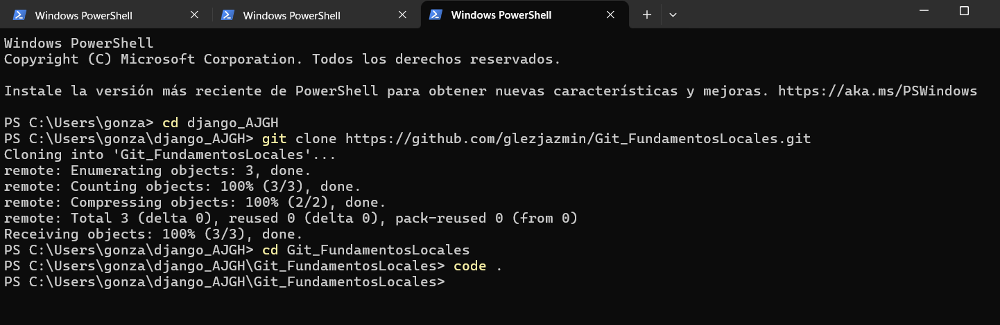 Windows PowerShell
Windows PowerShell
Windows PowerShell
Windows PowerShell
Copyright (C) Microsoft Corporation. Todos los derechos reservados.
Instale la versión más reciente de PowerShell para obtener nuevas características y mejoras. https://aka.ms/PSWindows
PS C:\Users\gonza> cd django_AJGH
PS C:\Users\gonza\django_AJGH> git clone https://github.com/glezjazmin/Git_FundamentosLocales.git
Cloning into 'Git_FundamentosLocales'...
remote: Enumerating objects: 3, done.
remote: Counting objects: 100% (3/3), done.
remote: Compressing objects: 100% (2/2), done.
remote: Total 3 (delta 0), reused 0 (delta 0), pack-reused 0 (from 0)
Receiving objects: 100% (3/3), done.
PS C:\Users\gonza\django_AJGH> cd Git_FundamentosLocales
PS C:\Users\gonza\django_AJGH\Git_FundamentosLocales> code .
PS C:\Users\gonza\django_AJGH\Git_FundamentosLocales>